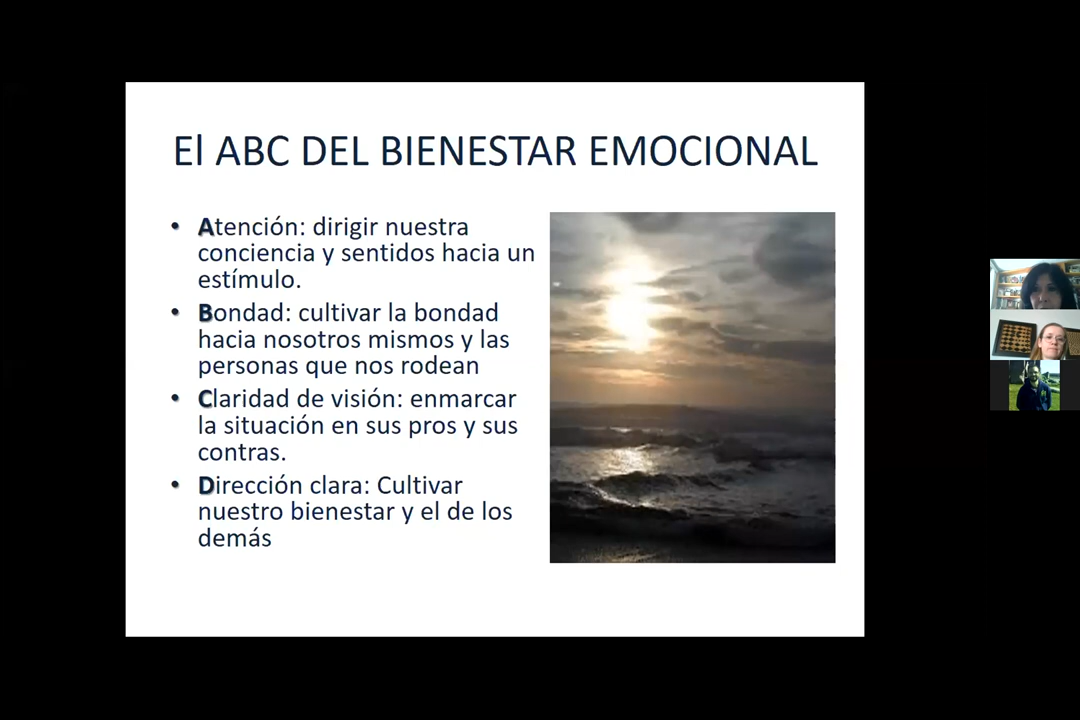 El ABC DEL BIENESTAR EMOCIONAL
• Atención: dirigir nuestra
conciencia y sentidos hacia un
estímulo.
• Bondad: cultivar la bondad
hacia nosotros mismos y las
personas que nos rodean
• Claridad de visión: enmarcar
la situación en sus pros y sus
contras.
• Dirección clara: Cultivar
nuestro bienestar y el de los
demás